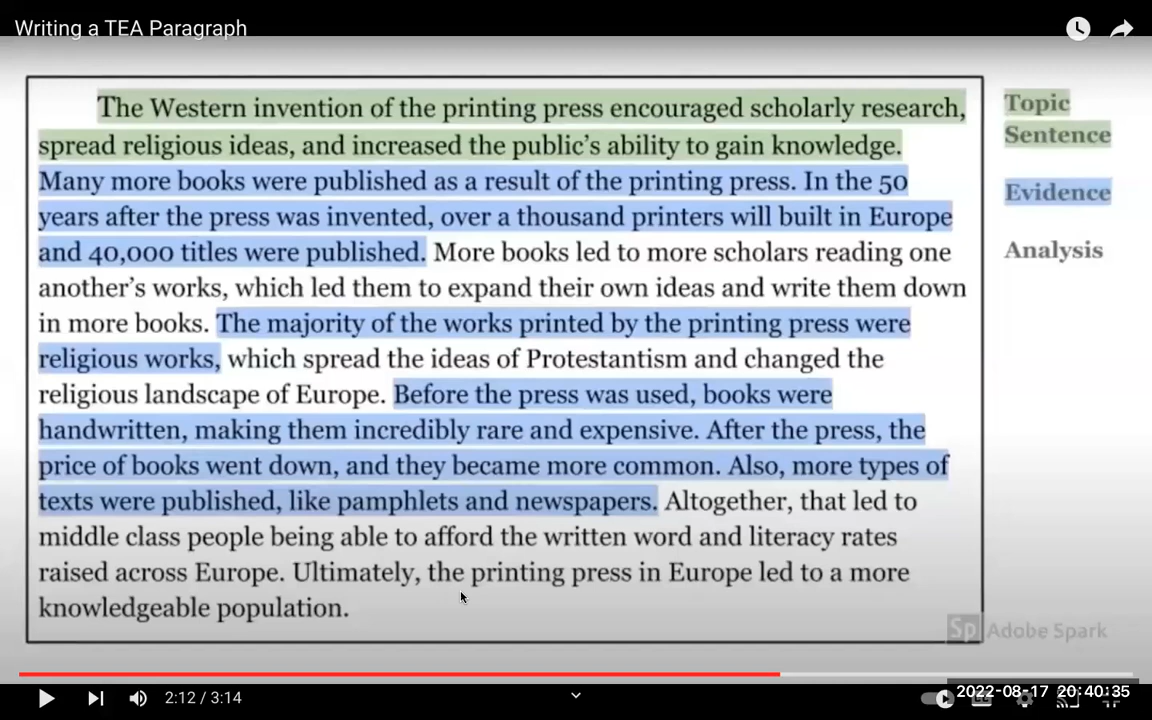 Writing a TEA Paragraph
The Western invention of the printing press encouraged scholarly research,
spread religious ideas, and increased the public's ability to gain knowledge.
Many more books were published as a result of the printing press. In the 50
years after the press was invented, over a thousand printers will built in Europe
and 40,000 titles were published. More books led to more scholars reading one
another's works, which led them to expand their own ideas and write them down
in more books. The majority of the works printed by the printing press were
religious works, which spread the ideas of Protestantism and changed the
religious landscape of Europe. Before the press was used, books were
handwritten, making them incredibly rare and expensive. After the press, the
price of books went down, and they became more common. Also, more types of
texts were published, like pamphlets and newspapers. Altogether, that led to
middle class people being able to afford the written word and literacy rates
raised across Europe. Ultimately, the printing press in Europe led to a more
knowledgeable population.
Topic
Sentence
Evidence
Analysis
Sp Adobe Spark
2:12 / 3:14
2022-08-17 20:40:35